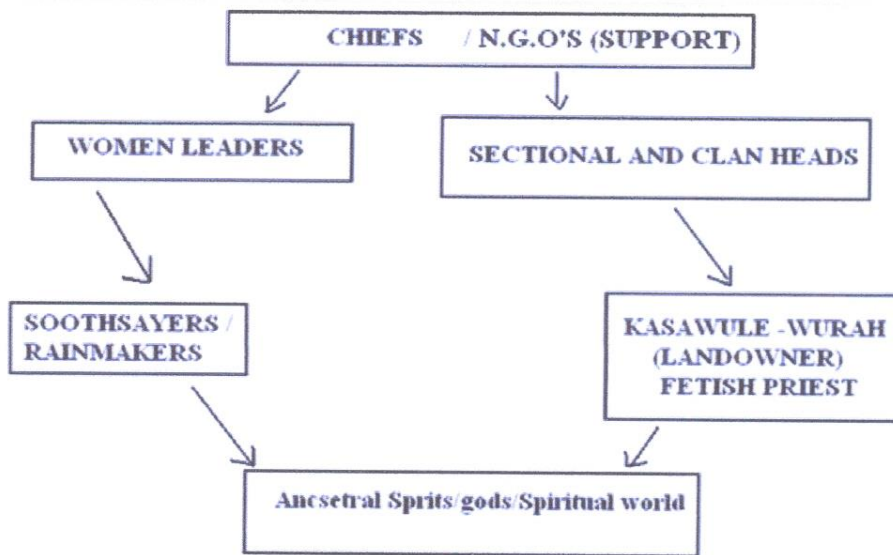 CHIEFS / N.G.O'S (SUPPORT)
WOMEN LEADERS
SECTIONAL AND CLAN HEADS
SOOTHSAYERS /
RAINMAKERS
KASAWULE -WURAH
(LANDOWNER)
FETISH PRIEST
Ancsetral Sprits/gods/Spiritual world